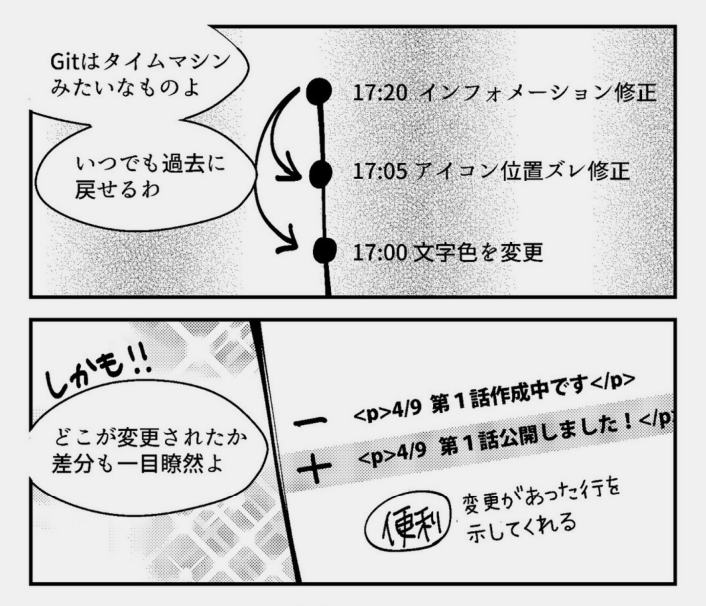 Gitはタイムマシン
みたいなものよ
いつでも過去に
戻せるわ
17:20 インフォメーション修正
17:05 アイコン位置ズレ修正
17:00 文字色を変更
しかも!!
どこが変更されたか
差分も一目瞭然よ
− <p>4/9 第1話作成中です</p>
+ <p>4/9 第1話公開しました!</p>
便利
変更があった行を
示してくれる